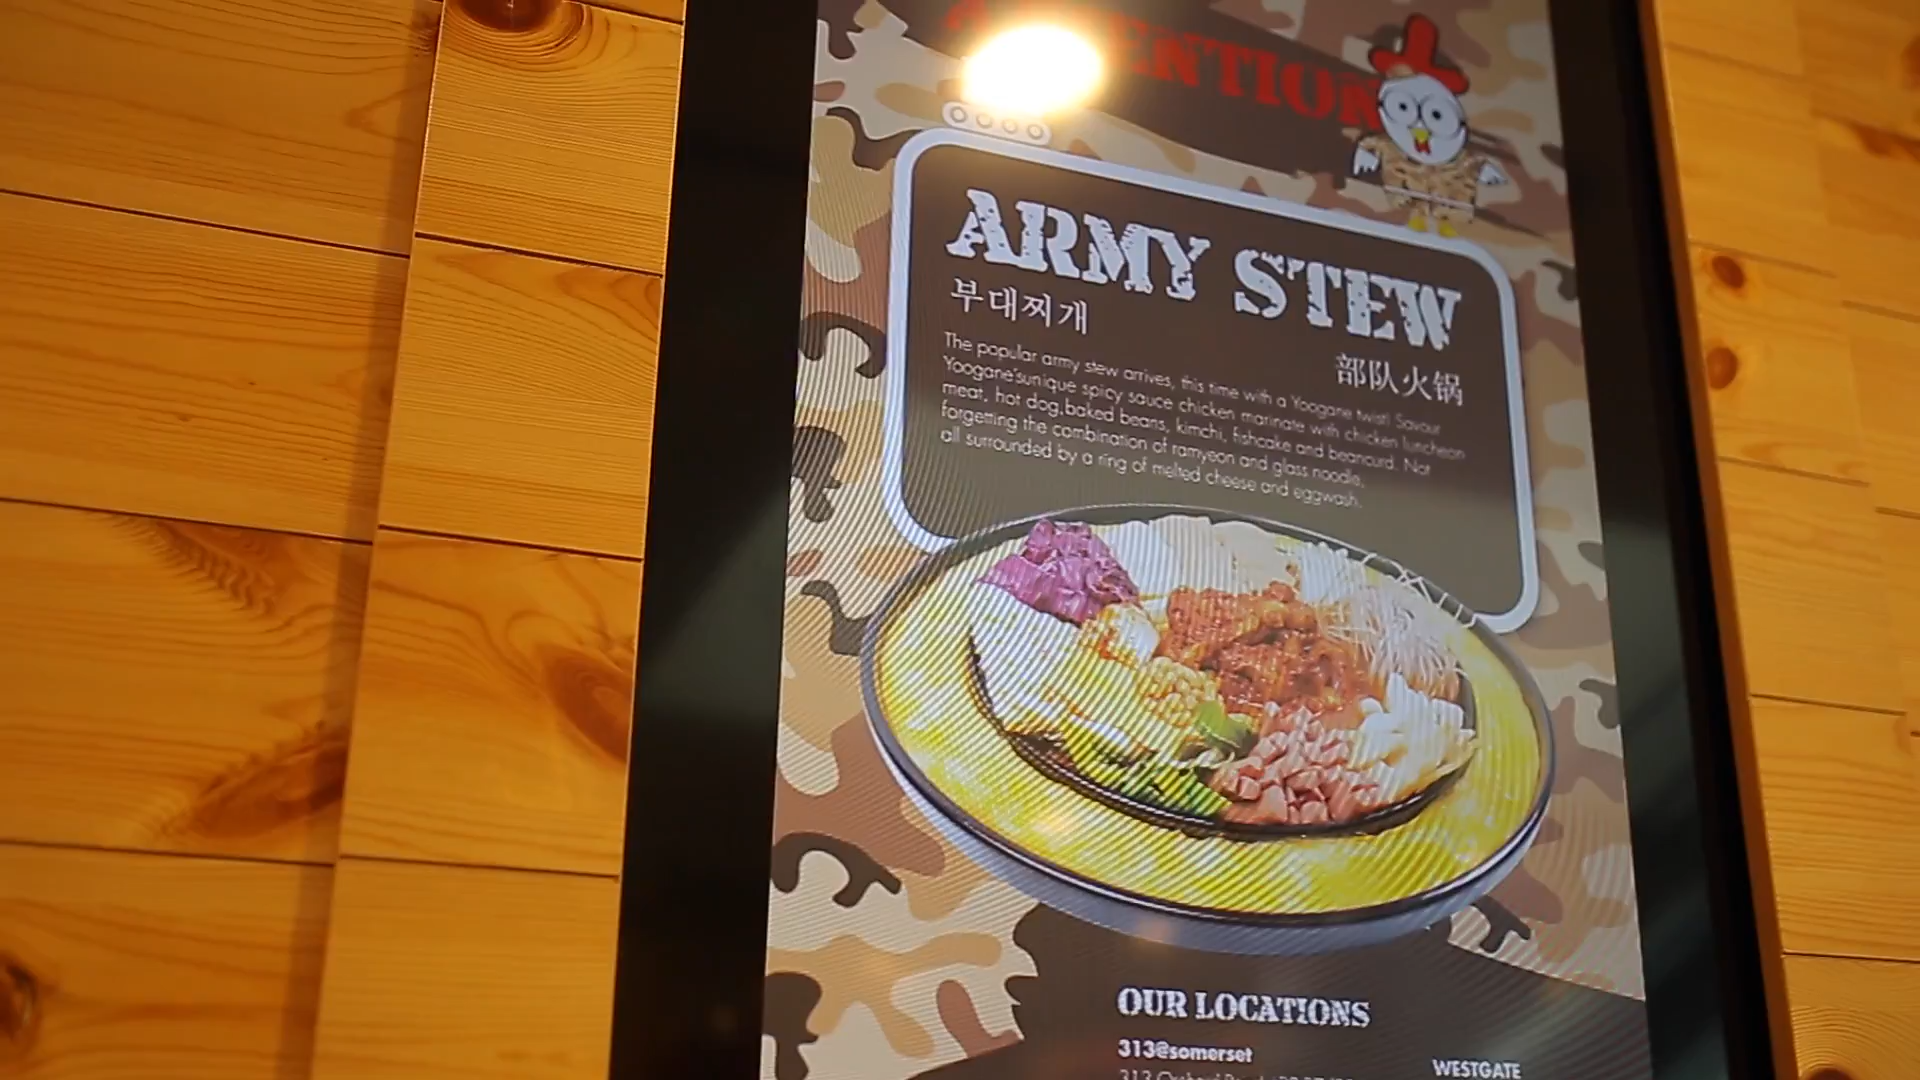 ARMY STEW
부대찌개
部队火锅
The popular army stew arrives, this time with a Yoogane twist! Savour
Yoogane'sunique spicy sauce chicken marinate with chicken luncheon
meat, hot dog,baked beans, kimchi, fishcake and beancurd. Not
forgetting the combination of ramyeon and glass noodle,
all surrounded by a ring of melted cheese and eggwash.
OUR LOCATIONS
313@somerset
WESTGATE